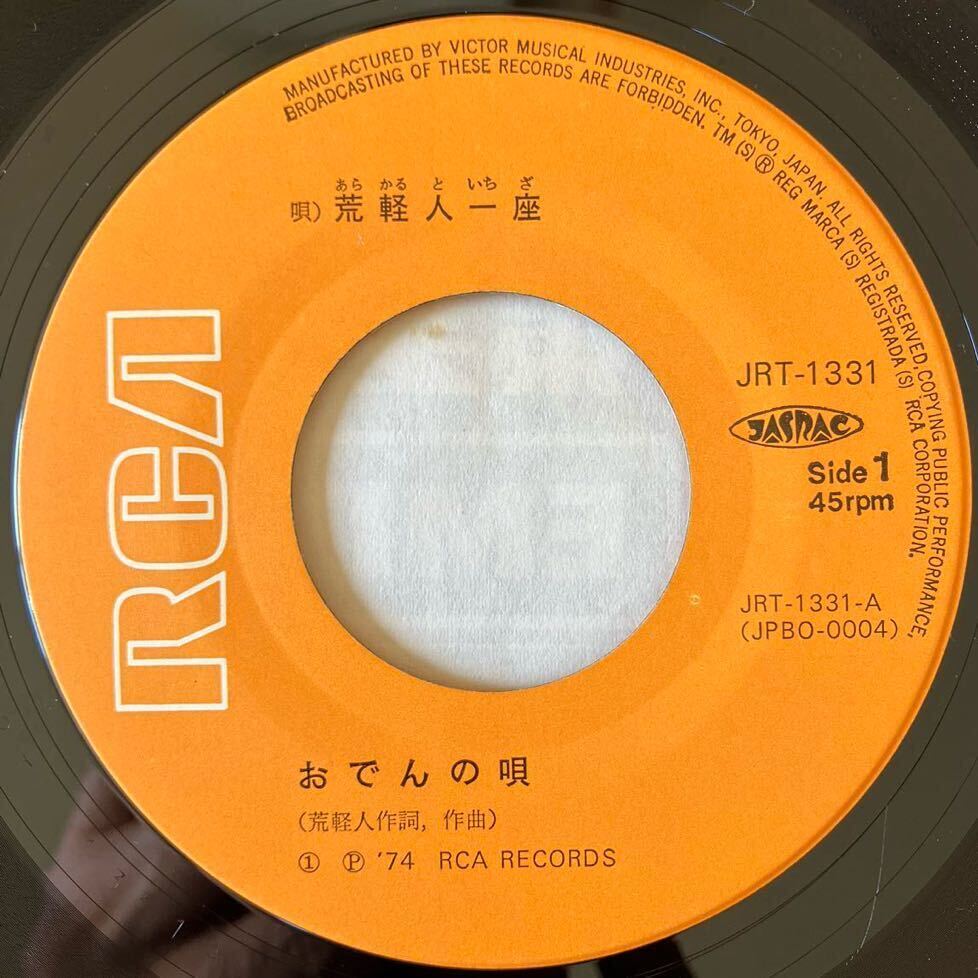 MANUFACTURED BY VICTOR MUSICAL INDUSTRIES, INC., TOKYO, JAPAN. ALL RIGHTS RESERVED, COPYING PUBLIC PERFORMANCE,
BROADCASTING OF THESE RECORDS ARE FORBIDDEN. TM (S) Ⓡ REG MARCA (S) REGISTRADA (S) RCA CORPORATION.
あら かる と いち ざ
唄) 荒軽人一座
RCA
JRT-1331
JASRAC
Side 1
45rpm
JRT-1331-A
(JPBO-0004)
おでんの唄
(荒軽人作詞, 作曲)
① Ⓟ '74 RCA RECORDS